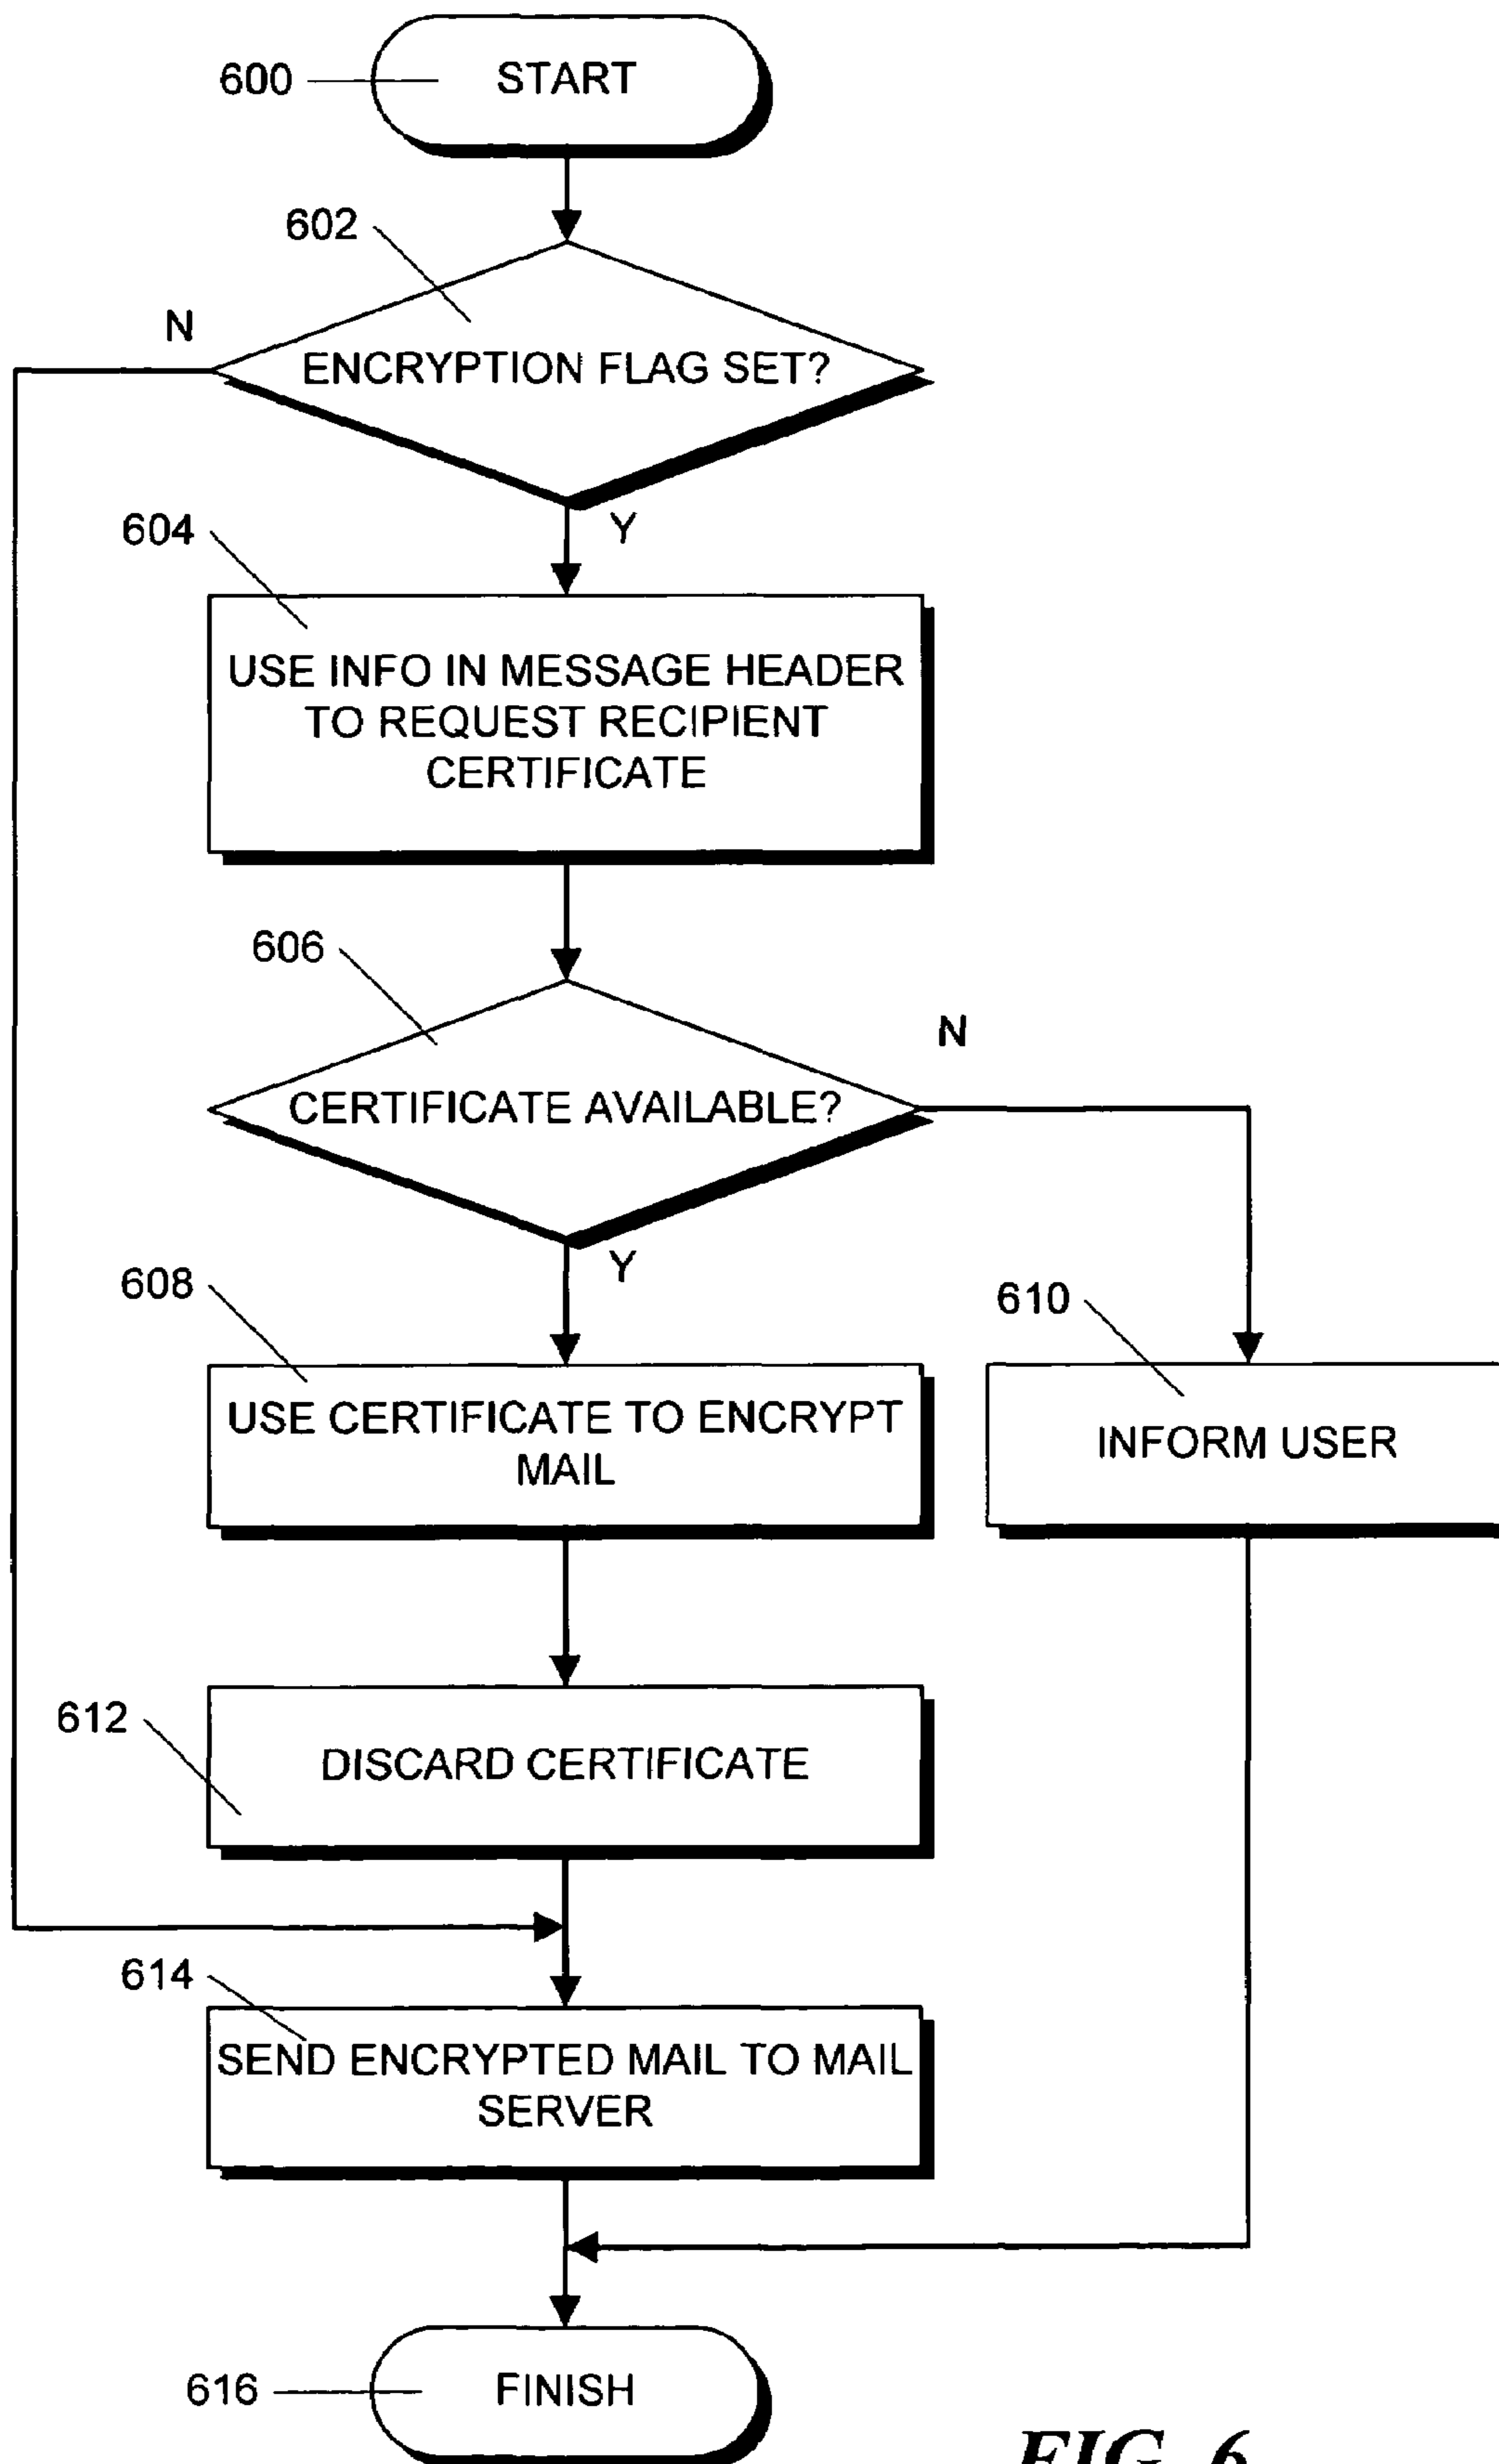 600
START
602
N
ENCRYPTION FLAG SET?
Y
604
USE INFO IN MESSAGE HEADER
TO REQUEST RECIPIENT
CERTIFICATE
606
N
CERTIFICATE AVAILABLE?
Y
608
610
USE CERTIFICATE TO ENCRYPT
MAIL
INFORM USER
612
DISCARD CERTIFICATE
614
SEND ENCRYPTED MAIL TO MAIL
SERVER
616
FINISH
FIG. 6